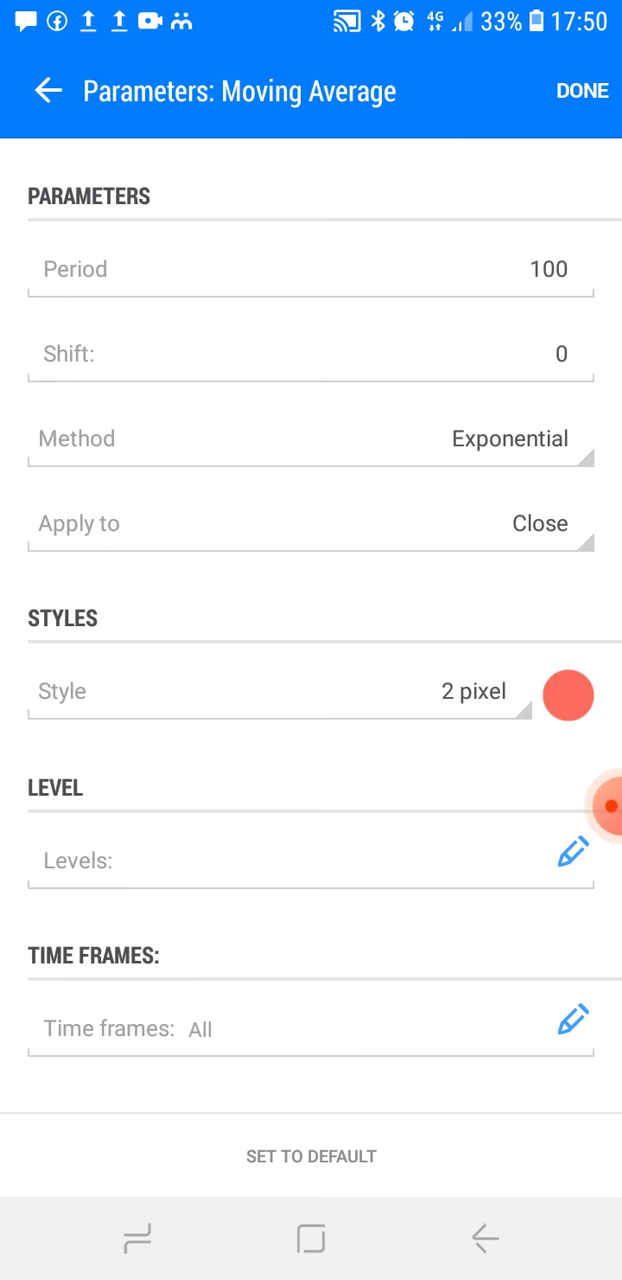 4G 33% 17:50
Parameters: Moving Average DONE
PARAMETERS
Period 100
Shift: 0
Method Exponential
Apply to Close
STYLES
Style 2 pixel
LEVEL
Levels:
TIME FRAMES:
Time frames: All
SET TO DEFAULT